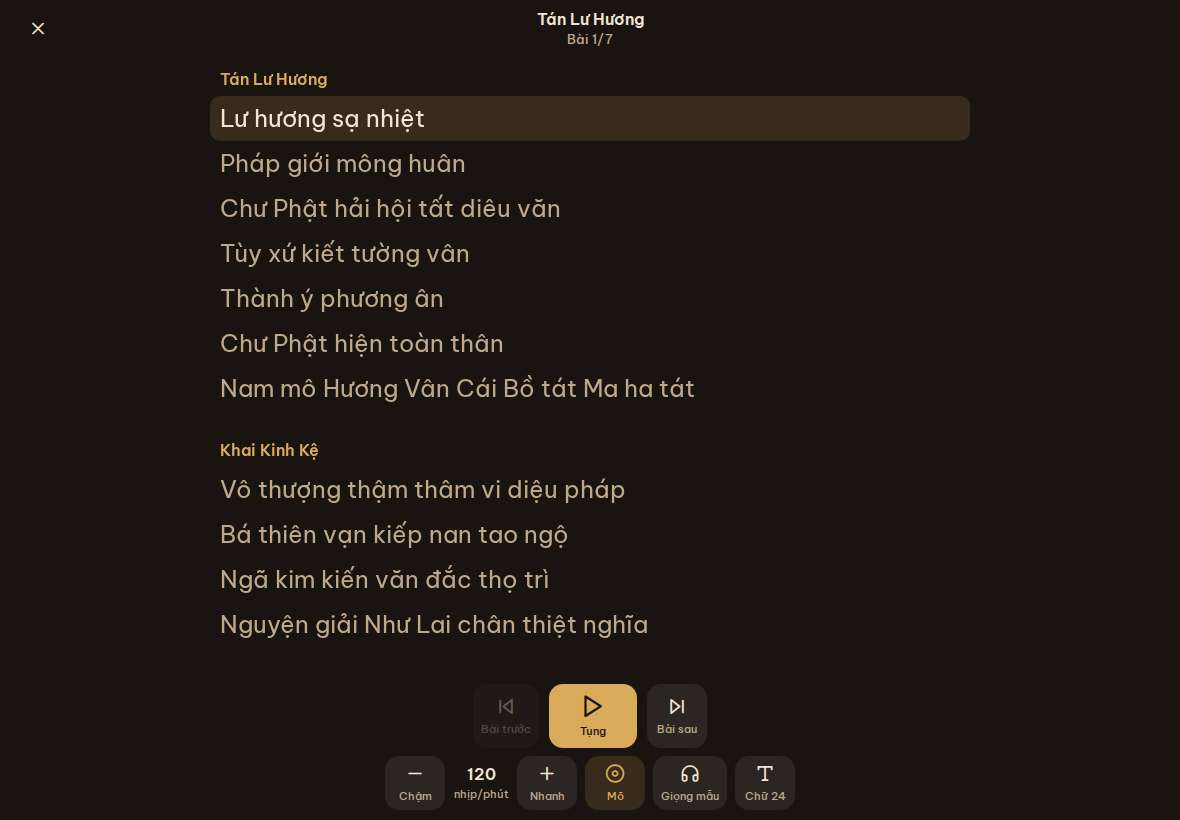 Tán Lư Hương
Bài 1/7
Tán Lư Hương
Lư hương sạ nhiệt
Pháp giới mông huân
Chư Phật hải hội tất diêu văn
Tùy xứ kiết tường vân
Thành ý phương ân
Chư Phật hiện toàn thân
Nam mô Hương Vân Cái Bồ tát Ma ha tát
Khai Kinh Kệ
Vô thượng thậm thâm vi diệu pháp
Bá thiên vạn kiếp nan tao ngộ
Ngã kim kiến văn đắc thọ trì
Nguyện giải Như Lai chân thiệt nghĩa
Bài trước
Tụng
Bài sau
Chậm
120
nhịp/phút
Nhanh
Mõ
Giọng mẫu
Chữ 24